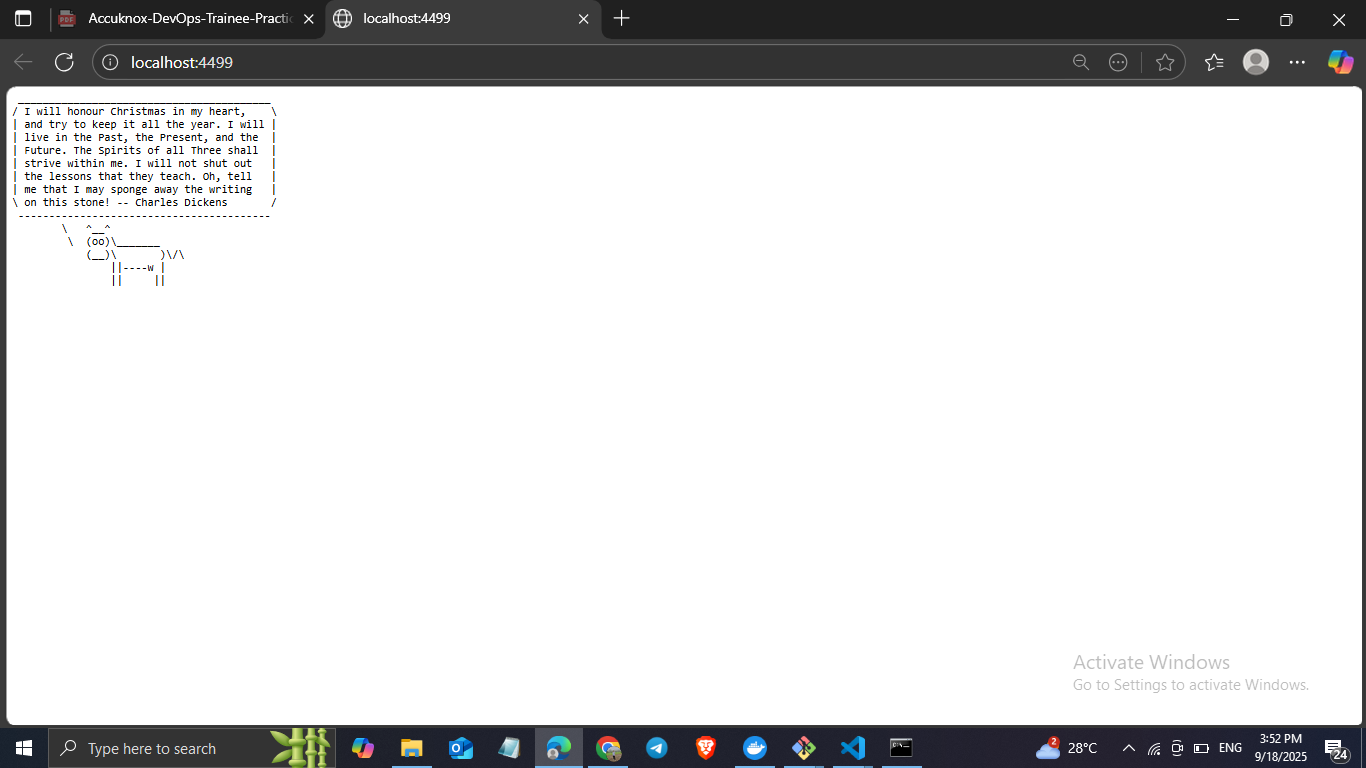 Accuknox-DevOps-Trainee-Practic
localhost:4499
localhost:4499
 _________________________________________
/ I will honour Christmas in my heart,    \
| and try to keep it all the year. I will |
| live in the Past, the Present, and the  |
| Future. The Spirits of all Three shall  |
| strive within me. I will not shut out   |
| the lessons that they teach. Oh, tell   |
| me that I may sponge away the writing   |
\ on this stone! -- Charles Dickens       /
 -----------------------------------------
        \   ^__^
         \  (oo)\_______
            (__)\       )\/\
                ||----w |
                ||     ||
Activate Windows
Go to Settings to activate Windows.
Type here to search
2
28°C
ENG
3:52 PM
9/18/2025
24